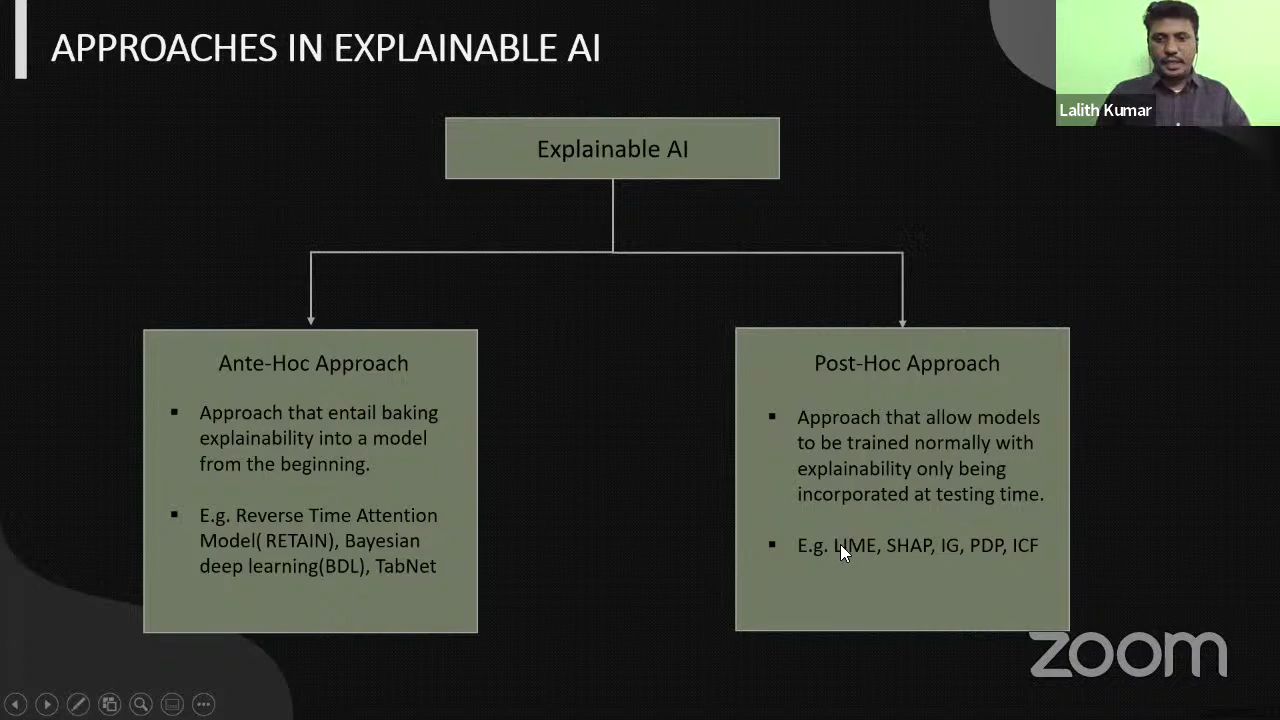 APPROACHES IN EXPLAINABLE AI
Lalith Kumar
Explainable AI
Ante-Hoc Approach
▪ Approach that entail baking
explainability into a model
from the beginning.
▪ E.g. Reverse Time Attention
Model( RETAIN), Bayesian
deep learning(BDL), TabNet
Post-Hoc Approach
▪ Approach that allow models
to be trained normally with
explainability only being
incorporated at testing time.
▪ E.g. LIME, SHAP, IG, PDP, ICF
zoom